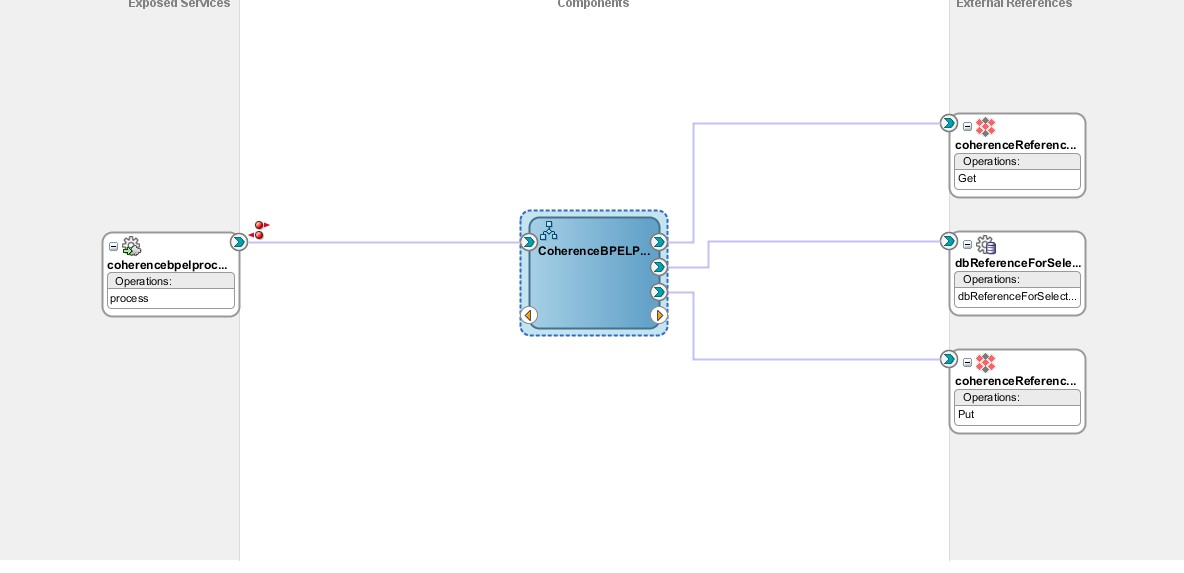 Exposed Services
Components
External References
coherenceReferenc...
Operations:
Get
coherencebpelproc...
Operations:
process
CoherenceBPELP...
dbReferenceForSele...
Operations:
dbReferenceForSelect...
coherenceReferenc...
Operations:
Put